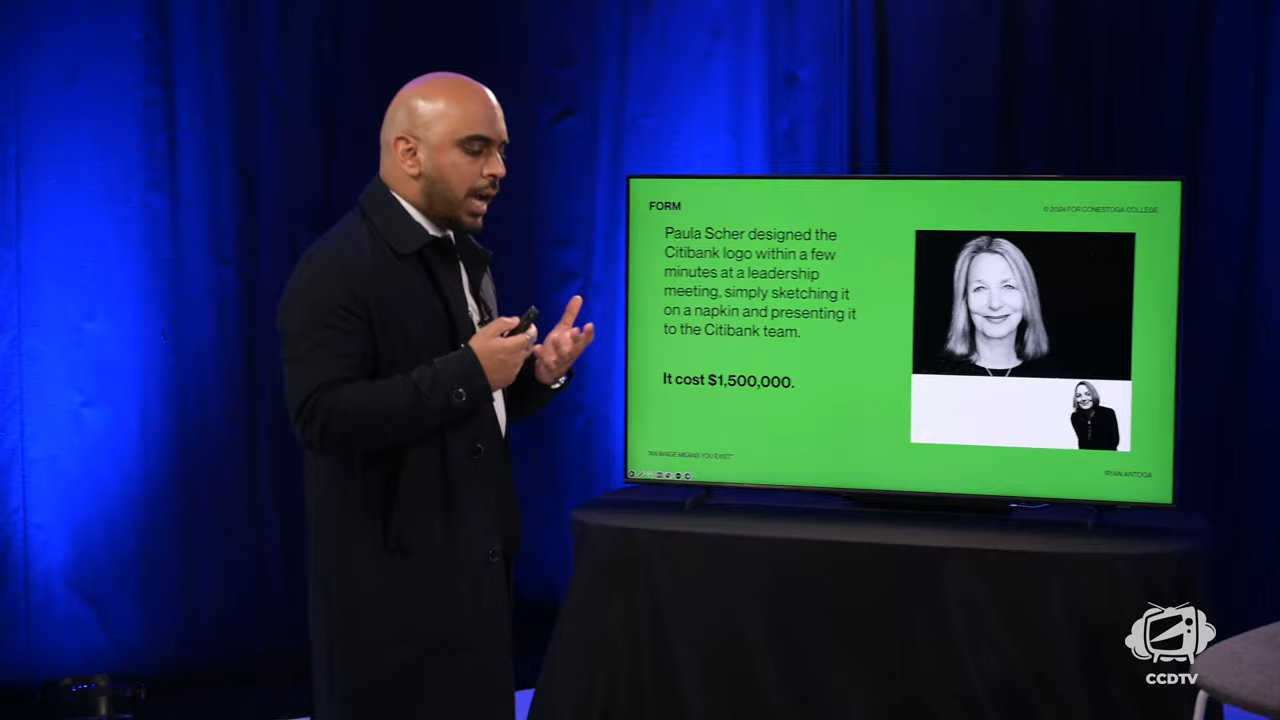 FORM
© 2024 FOR CONESTOGA COLLEGE
Paula Scher designed the
Citibank logo within a few
minutes at a leadership
meeting, simply sketching it
on a napkin and presenting it
to the Citibank team.
It cost $1,500,000.
"AN IMAGE MEANS YOU EXIST"
RYAN ANTOOA
CCDTV